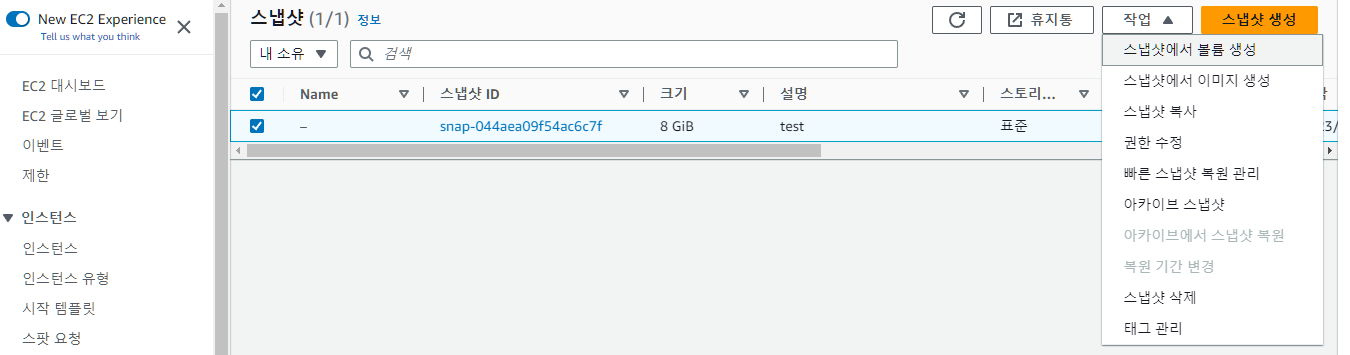 New EC2 Experience
Tell us what you think
EC2 대시보드
EC2 글로벌 보기
이벤트
제한
인스턴스
인스턴스
인스턴스 유형
시작 템플릿
스팟 요청
스냅샷 (1/1) 정보
휴지통
작업
스냅샷 생성
내 소유
검색
Name 스냅샷 ID 크기 설명 스토리...
– snap-044aea09f54ac6c7f 8 GiB test 표준
스냅샷에서 볼륨 생성
스냅샷에서 이미지 생성
스냅샷 복사
권한 수정
빠른 스냅샷 복원 관리
아카이브 스냅샷
아카이브에서 스냅샷 복원
복원 기간 변경
스냅샷 삭제
태그 관리